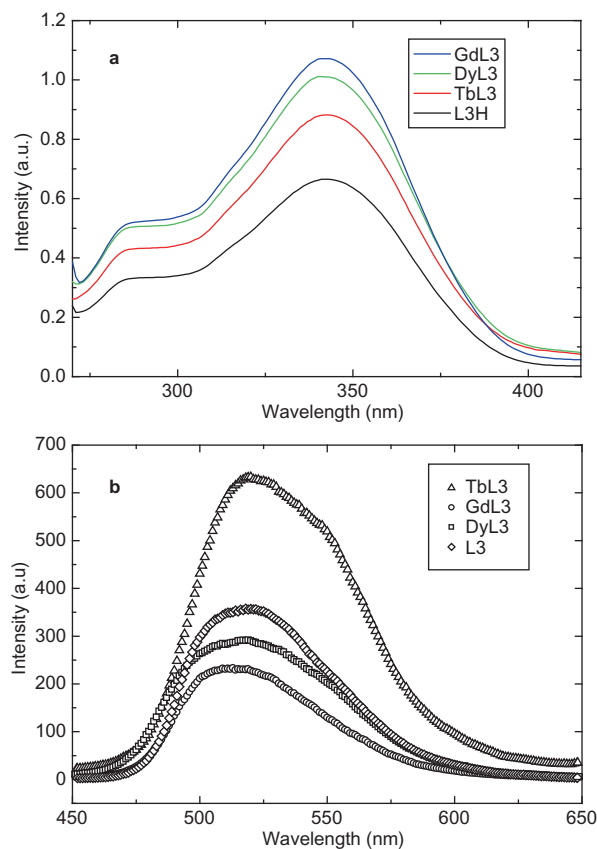 a
GdL3
DyL3
TbL3
L3H
1.2
1.0
0.8
0.6
0.4
0.2
0.0
Intensity (a.u.)
300
350
400
Wavelength (nm)
b
TbL3
GdL3
DyL3
L3
700
600
500
400
300
200
100
0
Intensity (a.u)
450
500
550
600
650
Wavelength (nm)